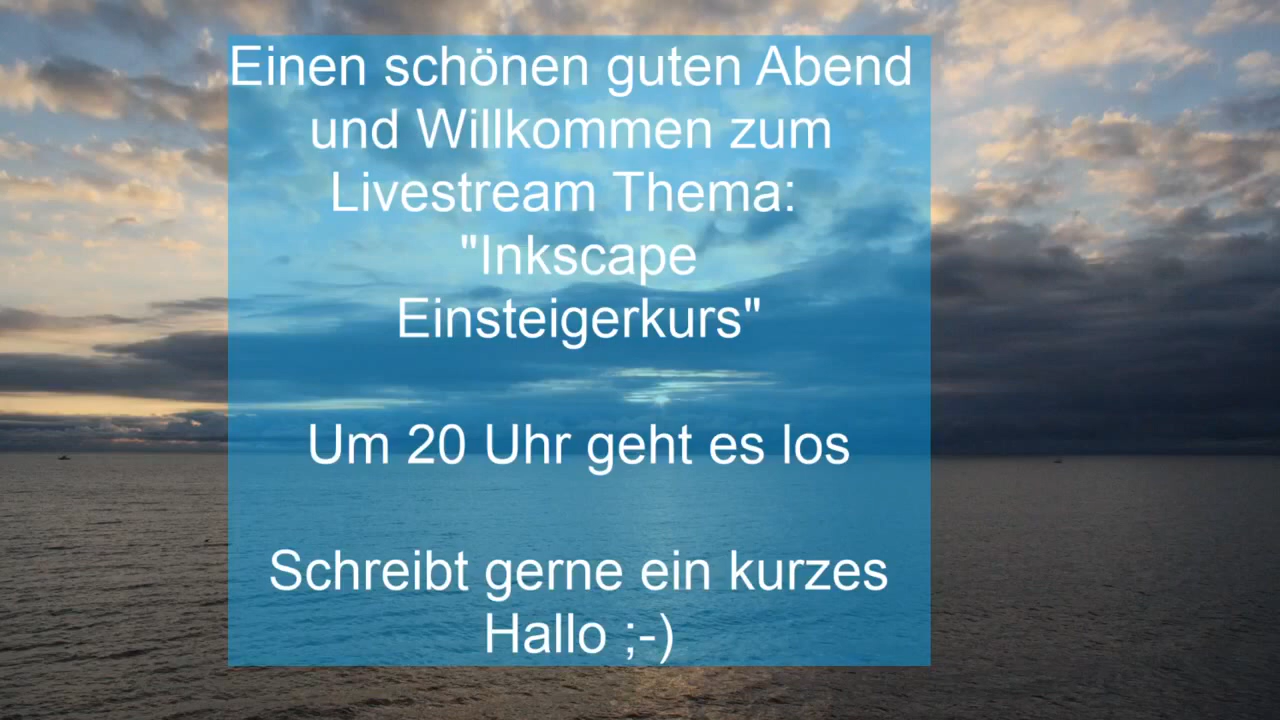 Einen schönen guten Abend
und Willkommen zum
Livestream Thema:
"Inkscape
Einsteigerkurs"
Um 20 Uhr geht es los
Schreibt gerne ein kurzes
Hallo ;-)